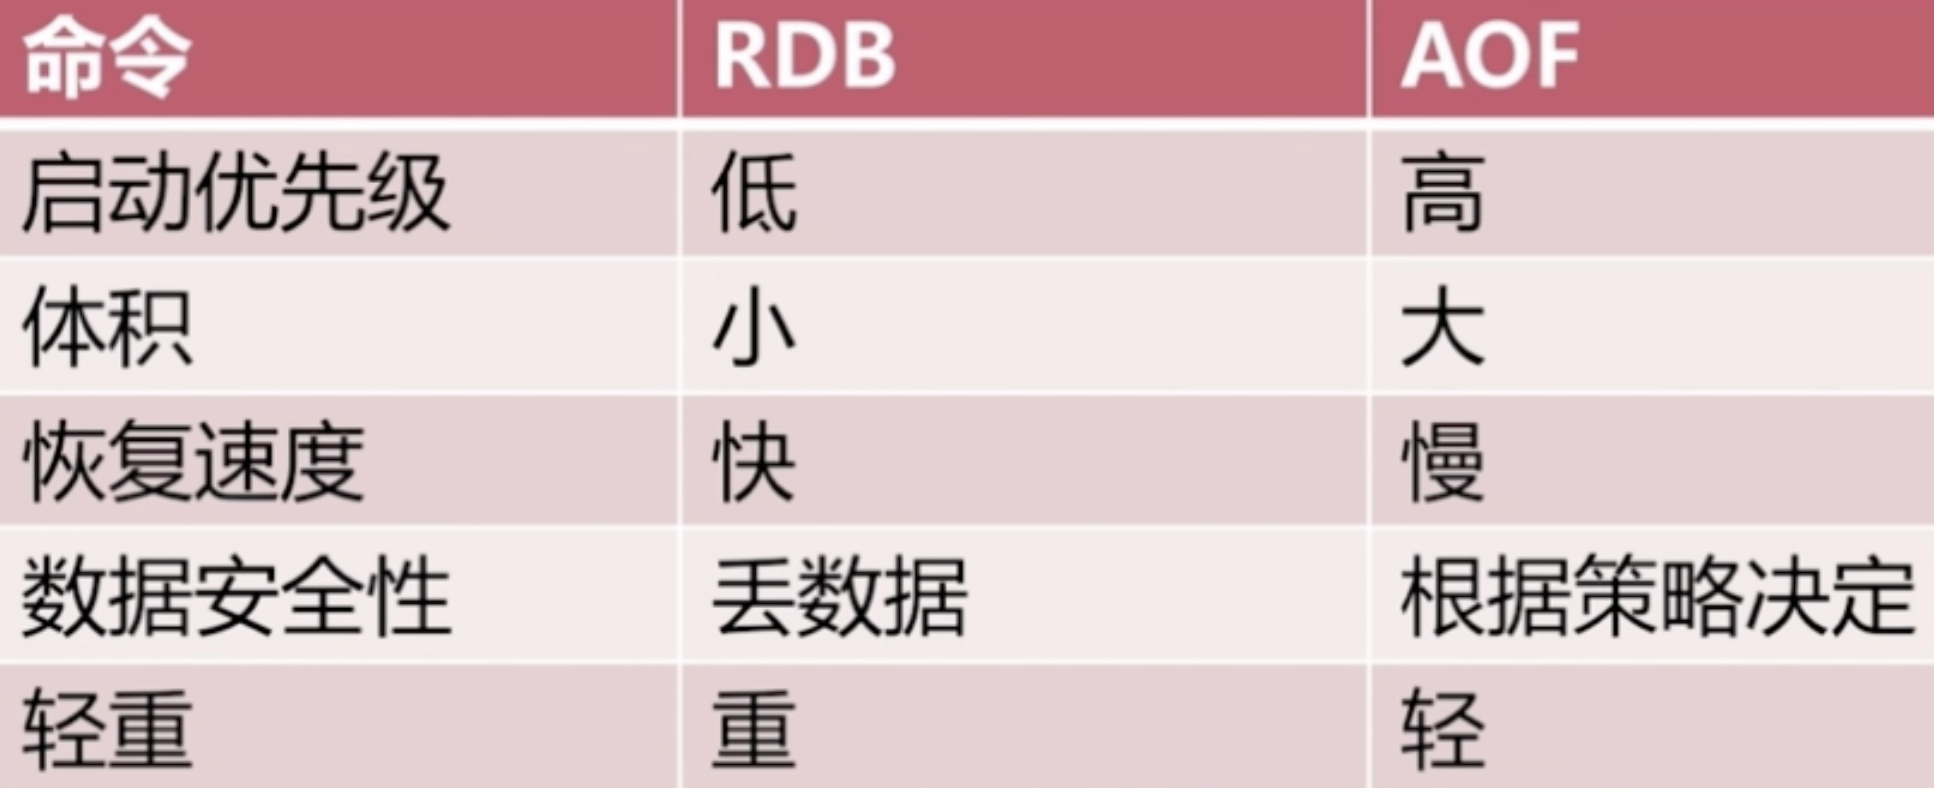 命令 RDB AOF
启动优先级 低 高
体积 小 大
恢复速度 快 慢
数据安全性 丢数据 根据策略决定
轻重 重 轻